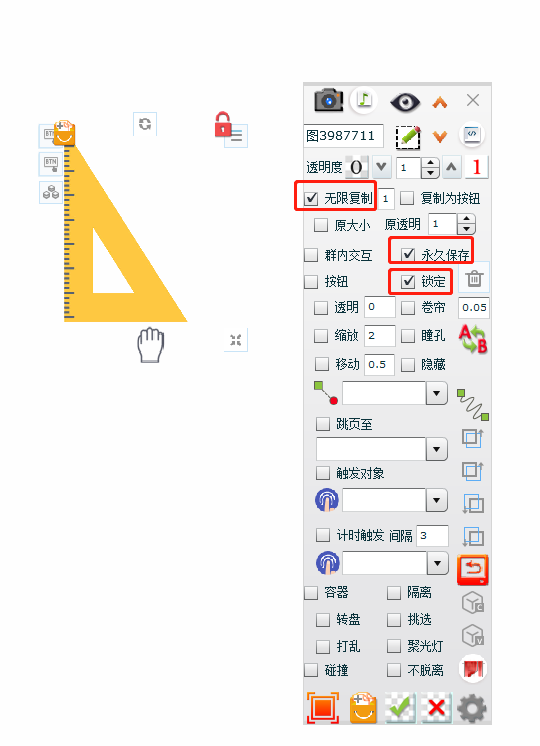 BTN
BTN
图3987711
透明度 0 1 1
无限复制 1 复制为按钮
原大小 原透明 1
群内交互 永久保存
按钮 锁定
透明 0 卷帘 0.05
缩放 2 瞳孔 A B
移动 0.5 隐藏
跳页至
触发对象
计时触发 间隔 3
容器 隔离
C
转盘 挑选
V
打乱 聚光灯
碰撞 不脱离